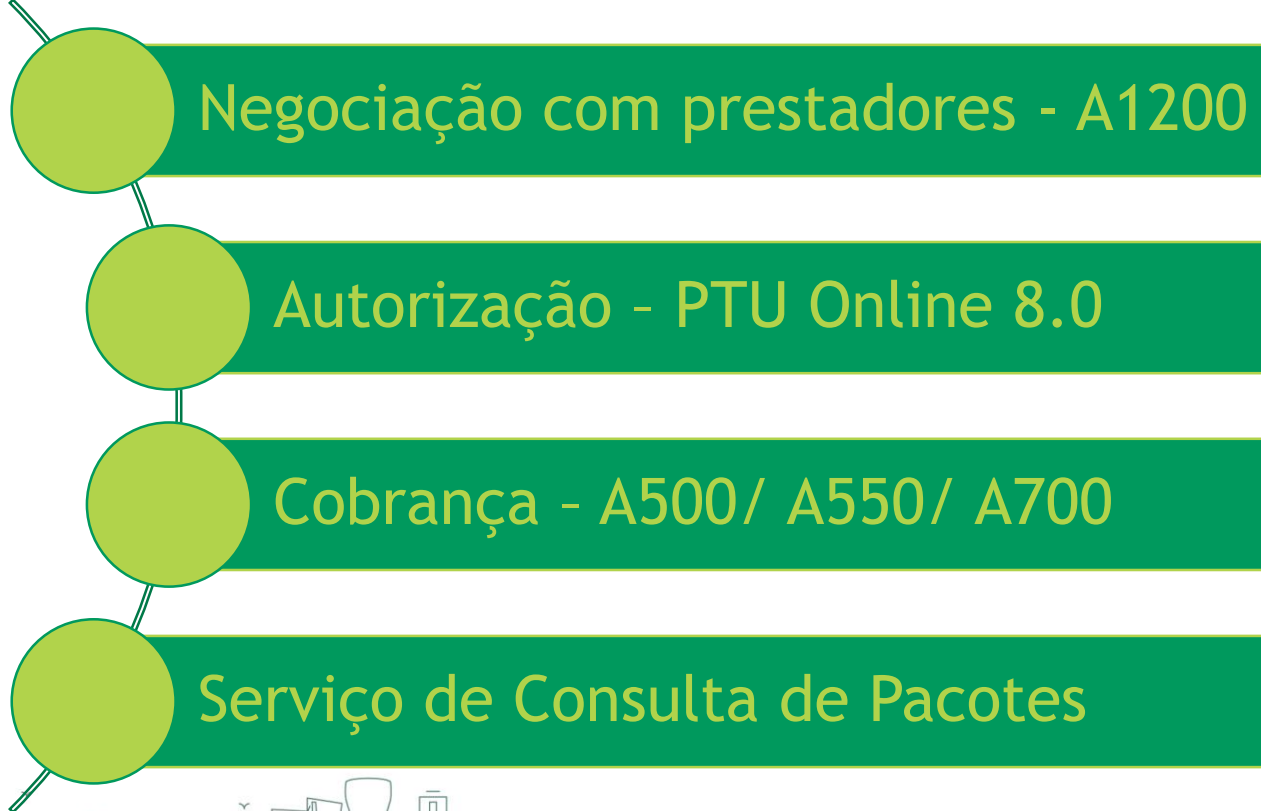 Negociação com prestadores - A1200
Autorização – PTU Online 8.0
Cobrança – A500/ A550/ A700
Serviço de Consulta de Pacotes